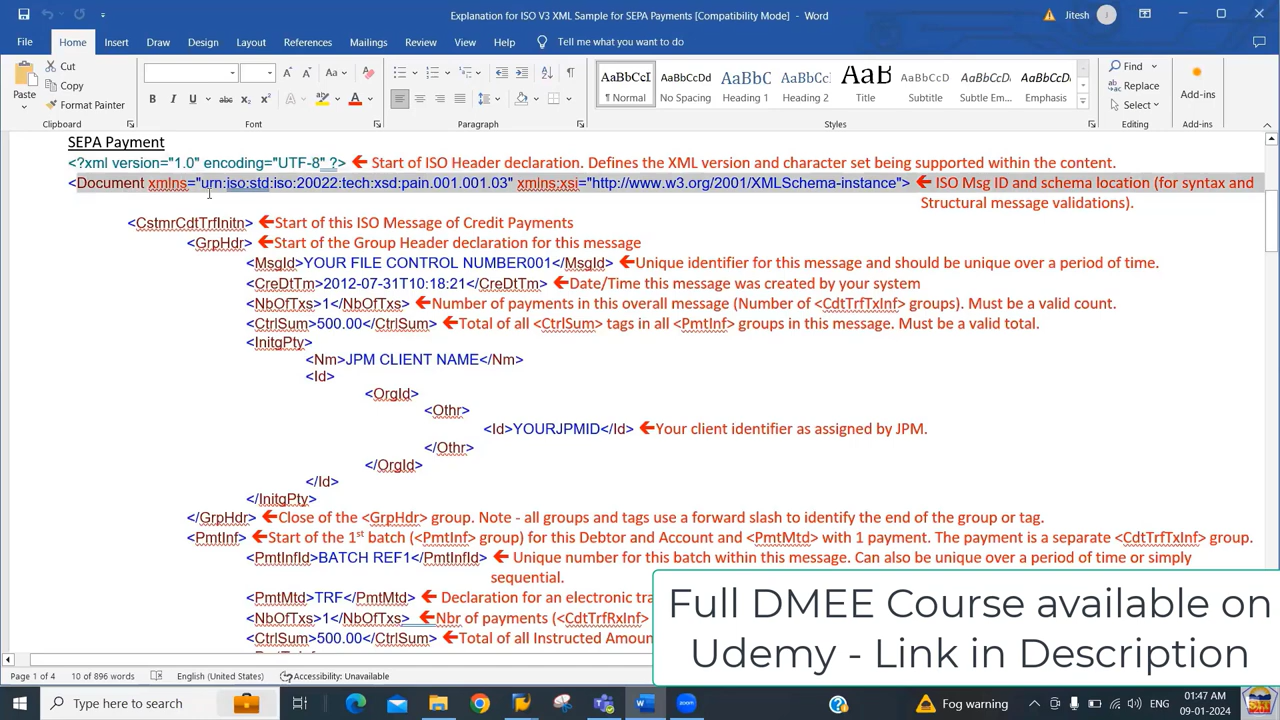 Explanation for ISO V3 XML Sample for SEPA Payments [Compatibility Mode] - Word
Jitesh J
File Home Insert Draw Design Layout References Mailings Review View Help Tell me what you want to do
Paste
Cut
Copy
Format Painter
AaBbCcI AaBbCcDd AaBbCc AaBbCc AaB AaBbCcD AaBbCcDd AaBbCcD
¶ Normal No Spacing Heading 1 Heading 2 Title Subtitle Subtle Em... Emphasis
Find
Replace
Select
Add-ins
Clipboard Font Paragraph Styles Editing Add-ins
SEPA Payment
<?xml version="1.0" encoding="UTF-8" ?> 🡸 Start of ISO Header declaration. Defines the XML version and character set being supported within the content.
<Document xmlns="urn:iso:std:iso:20022:tech:xsd:pain.001.001.03" xmlns:xsi="http://www.w3.org/2001/XMLSchema-instance"> 🡸 ISO Msg ID and schema location (for syntax and
Structural message validations).
<CstmrCdtTrfInitn> 🡸Start of this ISO Message of Credit Payments
<GrpHdr> 🡸Start of the Group Header declaration for this message
<MsgId>YOUR FILE CONTROL NUMBER001</MsgId> 🡸Unique identifier for this message and should be unique over a period of time.
<CreDtTm>2012-07-31T10:18:21</CreDtTm> 🡸Date/Time this message was created by your system
<NbOfTxs>1</NbOfTxs> 🡸Number of payments in this overall message (Number of <CdtTrfTxInf> groups). Must be a valid count.
<CtrlSum>500.00</CtrlSum> 🡸Total of all <CtrlSum> tags in all <PmtInf> groups in this message. Must be a valid total.
<InitgPty>
<Nm>JPM CLIENT NAME</Nm>
<Id>
<OrgId>
<Othr>
<Id>YOURJPMID</Id> 🡸Your client identifier as assigned by JPM.
</Othr>
</OrgId>
</Id>
</InitgPty>
</GrpHdr> 🡸Close of the <GrpHdr> group. Note - all groups and tags use a forward slash to identify the end of the group or tag.
<PmtInf> 🡸Start of the 1st batch (<PmtInf> group) for this Debtor and Account and <PmtMtd> with 1 payment. The payment is a separate <CdtTrfTxInf> group.
<PmtInfId>BATCH REF1</PmtInfId> 🡸 Unique number for this batch within this message. Can also be unique over a period of time or simply
sequential.
<PmtMtd>TRF</PmtMtd> 🡸 Declaration for an electronic tra
<NbOfTxs>1</NbOfTxs> 🡸Nbr of payments (<CdtTrfRxInf>
<CtrlSum>500.00</CtrlSum> 🡸Total of all Instructed Amoun
Full DMEE Course available on
Udemy - Link in Description
Page 1 of 4 10 of 896 words English (United States) Accessibility: Unavailable
Type here to search
Fog warning
ENG
01:47 AM
09-01-2024